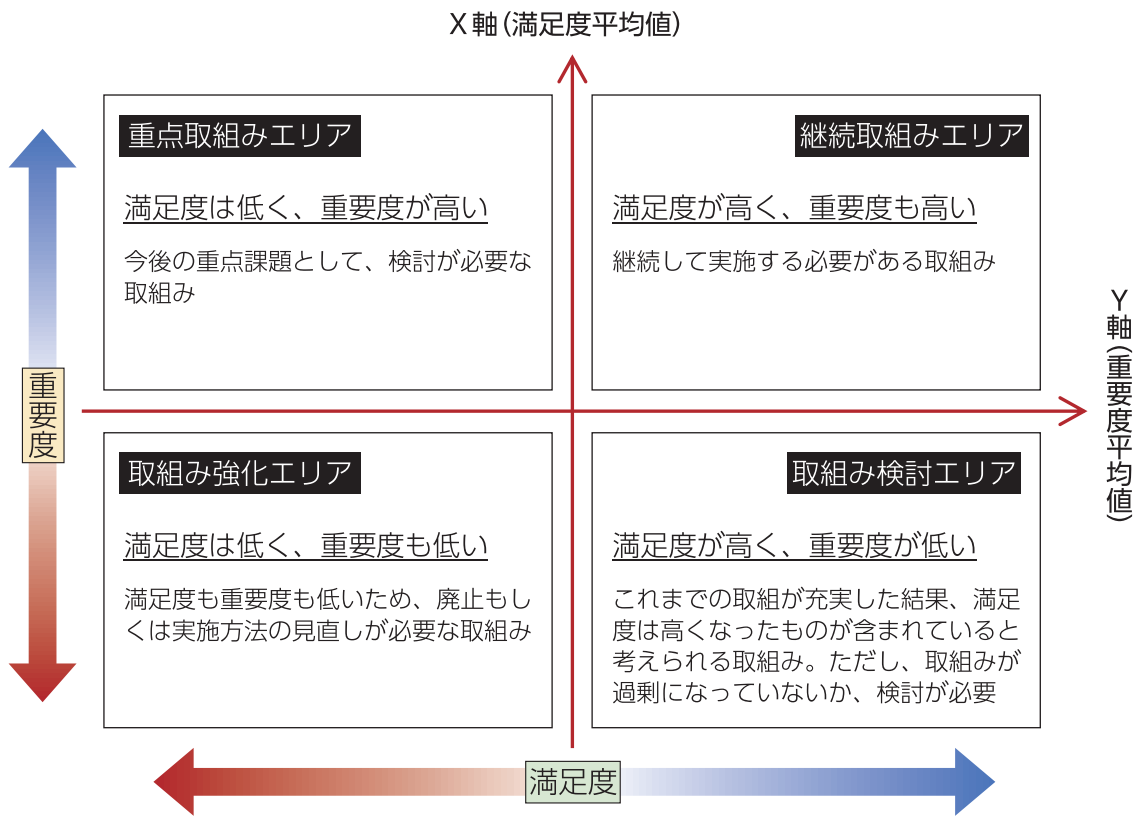 X軸(満足度平均値)
重点取組みエリア
満足度は低く、重要度が高い
今後の重点課題として、検討が必要な
取組み
継続取組みエリア
満足度が高く、重要度も高い
継続して実施する必要がある取組み
Y軸(重要度平均値)
重要度
取組み強化エリア
満足度は低く、重要度も低い
満足度も重要度も低いため、廃止もし
くは実施方法の見直しが必要な取組み
取組み検討エリア
満足度が高く、重要度が低い
これまでの取組が充実した結果、満足
度は高くなったものが含まれていると
考えられる取組み。ただし、取組みが
過剰になっていないか、検討が必要
満足度